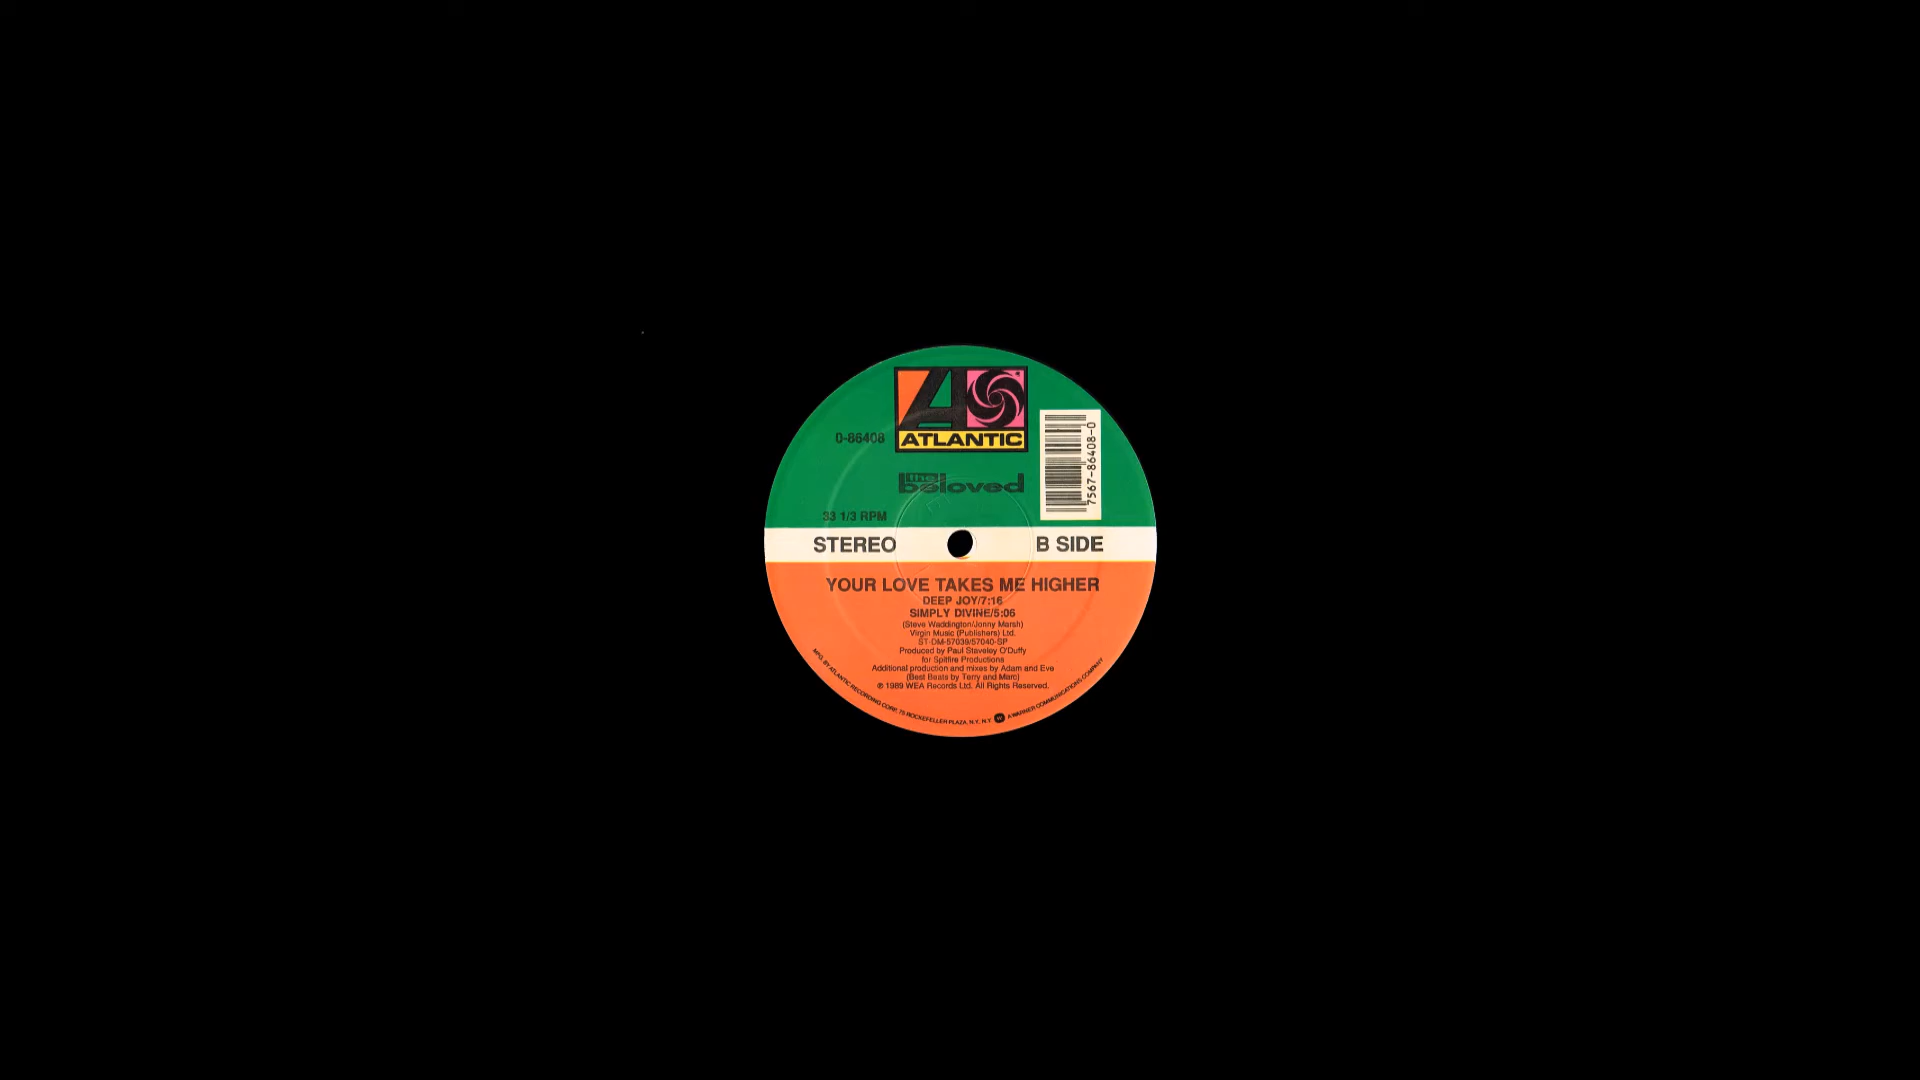 0-86408
ATLANTIC
the beloved
7567-86408-0
33 1/3 RPM
STEREO
B SIDE
YOUR LOVE TAKES ME HIGHER
DEEP JOY/7:16
SIMPLY DIVINE/5:06
(Steve Waddington/Jonny Marsh)
Virgin Music (Publishers) Ltd.
ST-DM-57039/57040-SP
Produced by Paul Staveley O'Duffy
for Spitfire Productions
Additional production and mixes by Adam and Eve
(Best Beats by Terry and Marc)
℗ 1989 WEA Records Ltd. All Rights Reserved.
MFG. BY ATLANTIC RECORDING CORP. 75 ROCKEFELLER PLAZA, N.Y., N.Y. A WARNER COMMUNICATIONS COMPANY